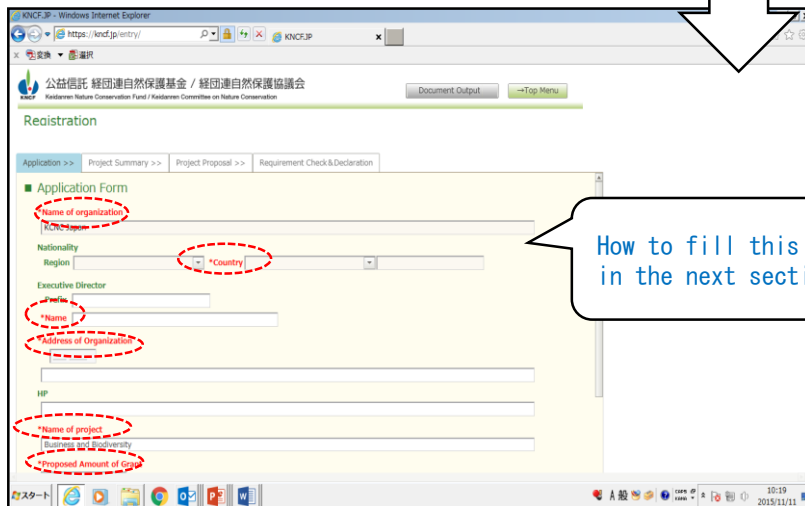 KNCF.JP - Windows Internet Explorer
https://kncf.jp/entry/
KNCF.JP
x 変換 ▼ 選択
KNCF
公益信託 経団連自然保護基金 / 経団連自然保護協議会
Keidanren Nature Conservation Fund / Keidanren Committee on Nature Conservation
Document Output
→Top Menu
Registration
Application >> Project Summary >> Project Proposal >> Requirement Check&Declaration
■ Application Form
*Name of organization
KCNC Japan
Nationality
Region *Country
Executive Director
Prefix
*Name
*Address of Organization
HP
*Name of project
Business and Biodiversity
*Proposed Amount of Grant
How to fill this
in the next secti
スタート
A 般
CAPS
KANA
10:19
2015/11/11